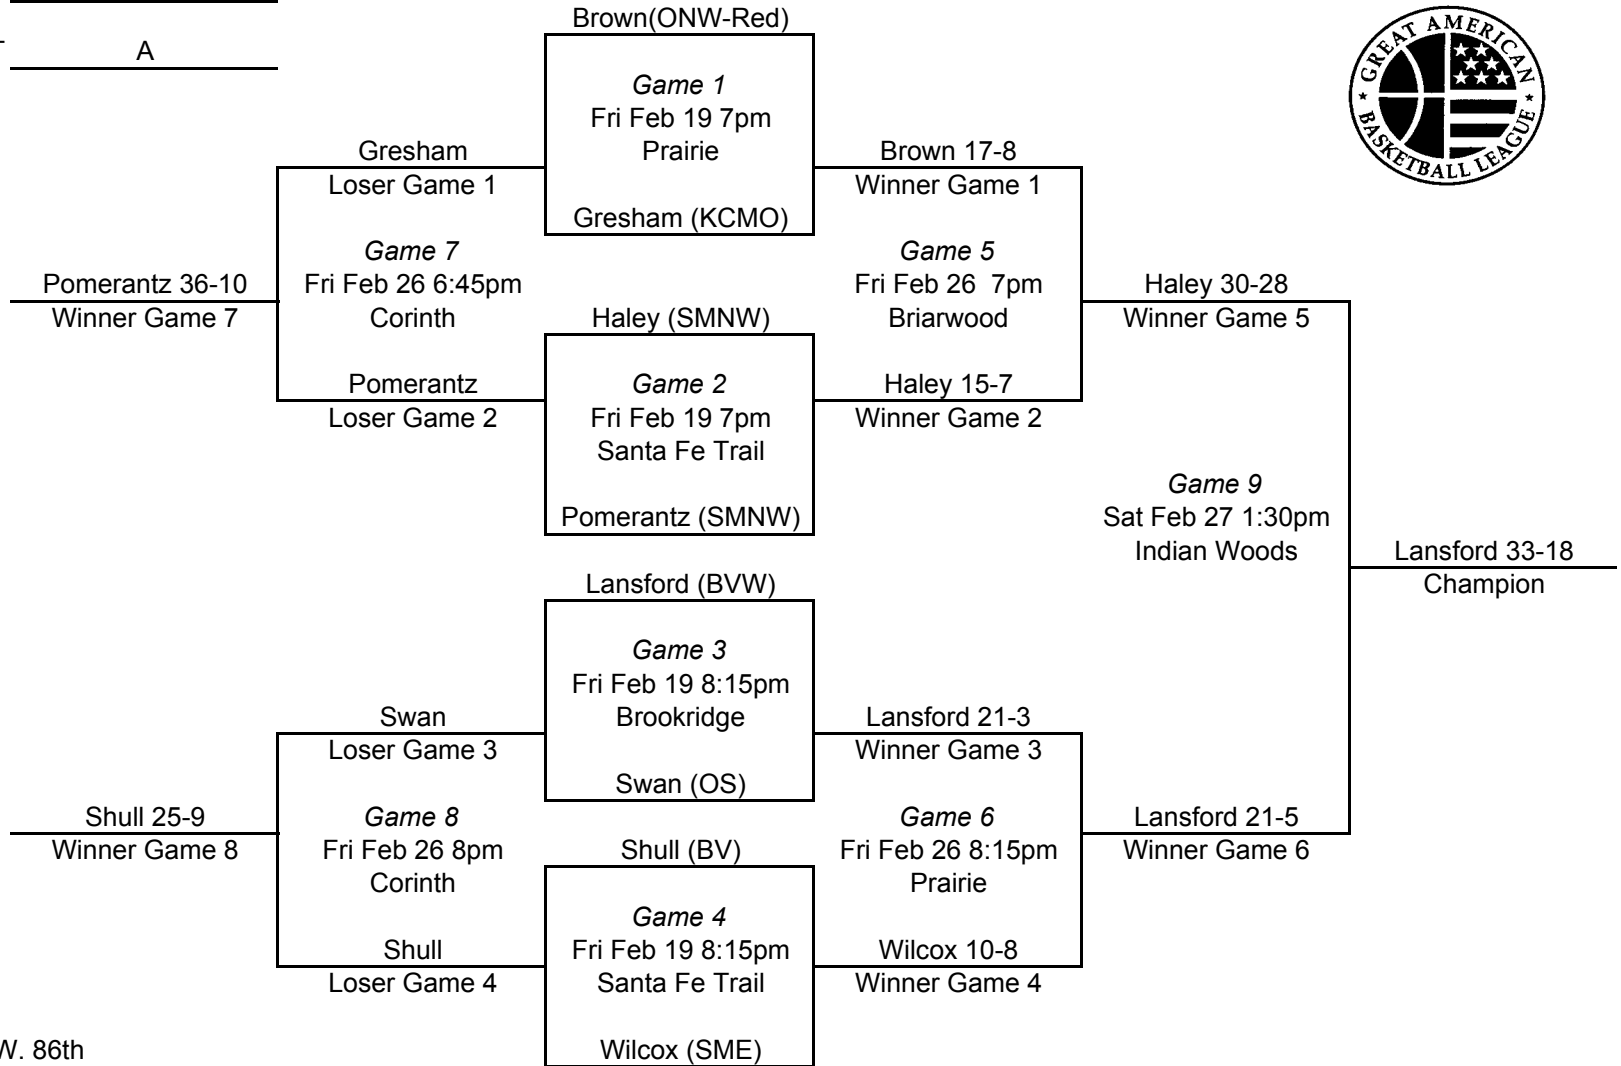 A
Brown(ONW-Red)
Game 1
Fri Feb 19 7pm
Prairie
Gresham (KCMO)
GREAT AMERICAN
BASKETBALL LEAGUE
Gresham
Loser Game 1
Brown 17-8
Winner Game 1
Game 7
Fri Feb 26 6:45pm
Corinth
Game 5
Fri Feb 26  7pm
Briarwood
Pomerantz 36-10
Winner Game 7
Haley 30-28
Winner Game 5
Haley (SMNW)
Game 2
Fri Feb 19 7pm
Santa Fe Trail
Pomerantz (SMNW)
Pomerantz
Loser Game 2
Haley 15-7
Winner Game 2
Game 9
Sat Feb 27 1:30pm
Indian Woods
Lansford 33-18
Champion
Lansford (BVW)
Game 3
Fri Feb 19 8:15pm
Brookridge
Swan (OS)
Swan
Loser Game 3
Lansford 21-3
Winner Game 3
Shull 25-9
Winner Game 8
Game 8
Fri Feb 26 8pm
Corinth
Game 6
Fri Feb 26 8:15pm
Prairie
Lansford 21-5
Winner Game 6
Shull (BV)
Game 4
Fri Feb 19 8:15pm
Santa Fe Trail
Wilcox (SME)
Shull
Loser Game 4
Wilcox 10-8
Winner Game 4
W. 86th